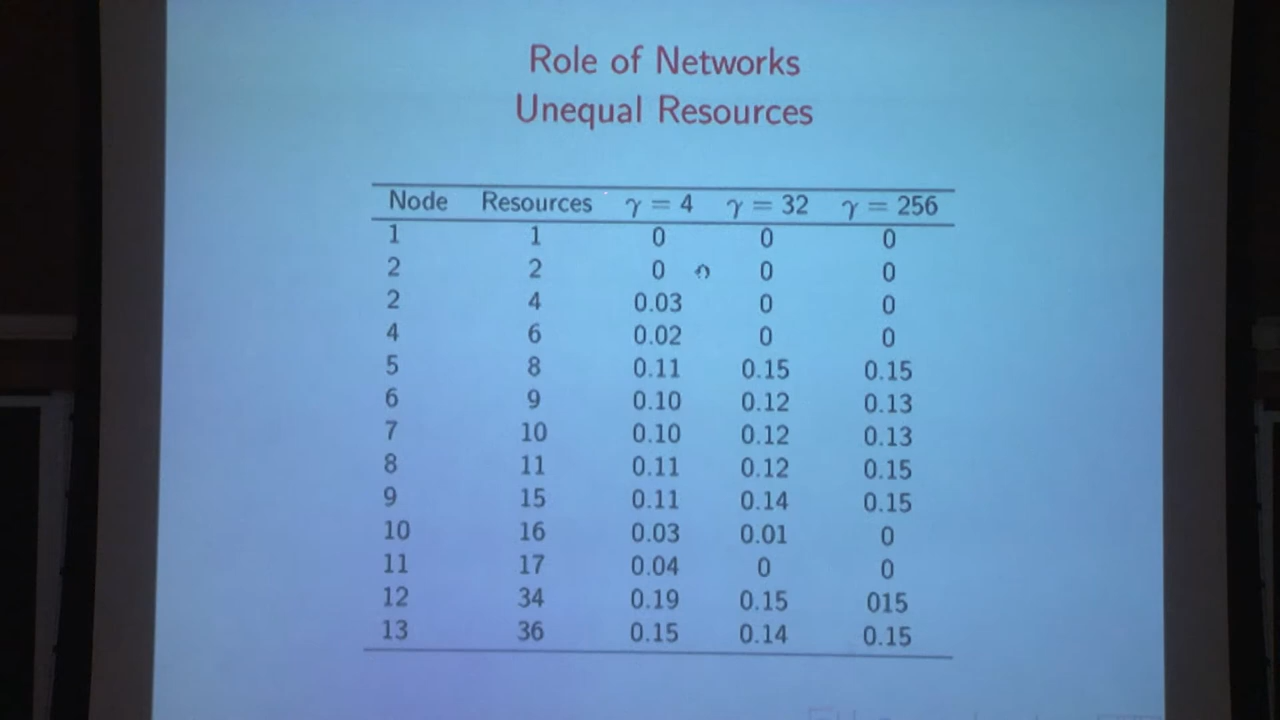 Role of Networks
Unequal Resources
Node Resources γ = 4 γ = 32 γ = 256
1 1 0 0 0
2 2 0 0 0
2 4 0.03 0 0
4 6 0.02 0 0
5 8 0.11 0.15 0.15
6 9 0.10 0.12 0.13
7 10 0.10 0.12 0.13
8 11 0.11 0.12 0.15
9 15 0.11 0.14 0.15
10 16 0.03 0.01 0
11 17 0.04 0 0
12 34 0.19 0.15 015
13 36 0.15 0.14 0.15